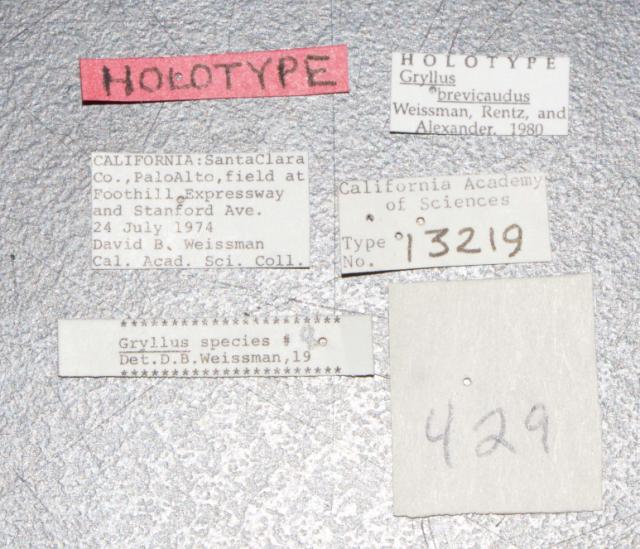 HOLOTYPE
HOLOTYPE
Gryllus
brevicaudus
Weissman, Rentz, and
Alexander, 1980
CALIFORNIA:SantaClara
Co.,PaloAlto,field at
Foothill Expressway
and Stanford Ave.
24 July 1974
David B. Weissman
Cal. Acad. Sci. Coll.
California Academy
of Sciences
Type
No. 13219
**********************
Gryllus species # 9
Det.D.B.Weissman,19
**********************
429